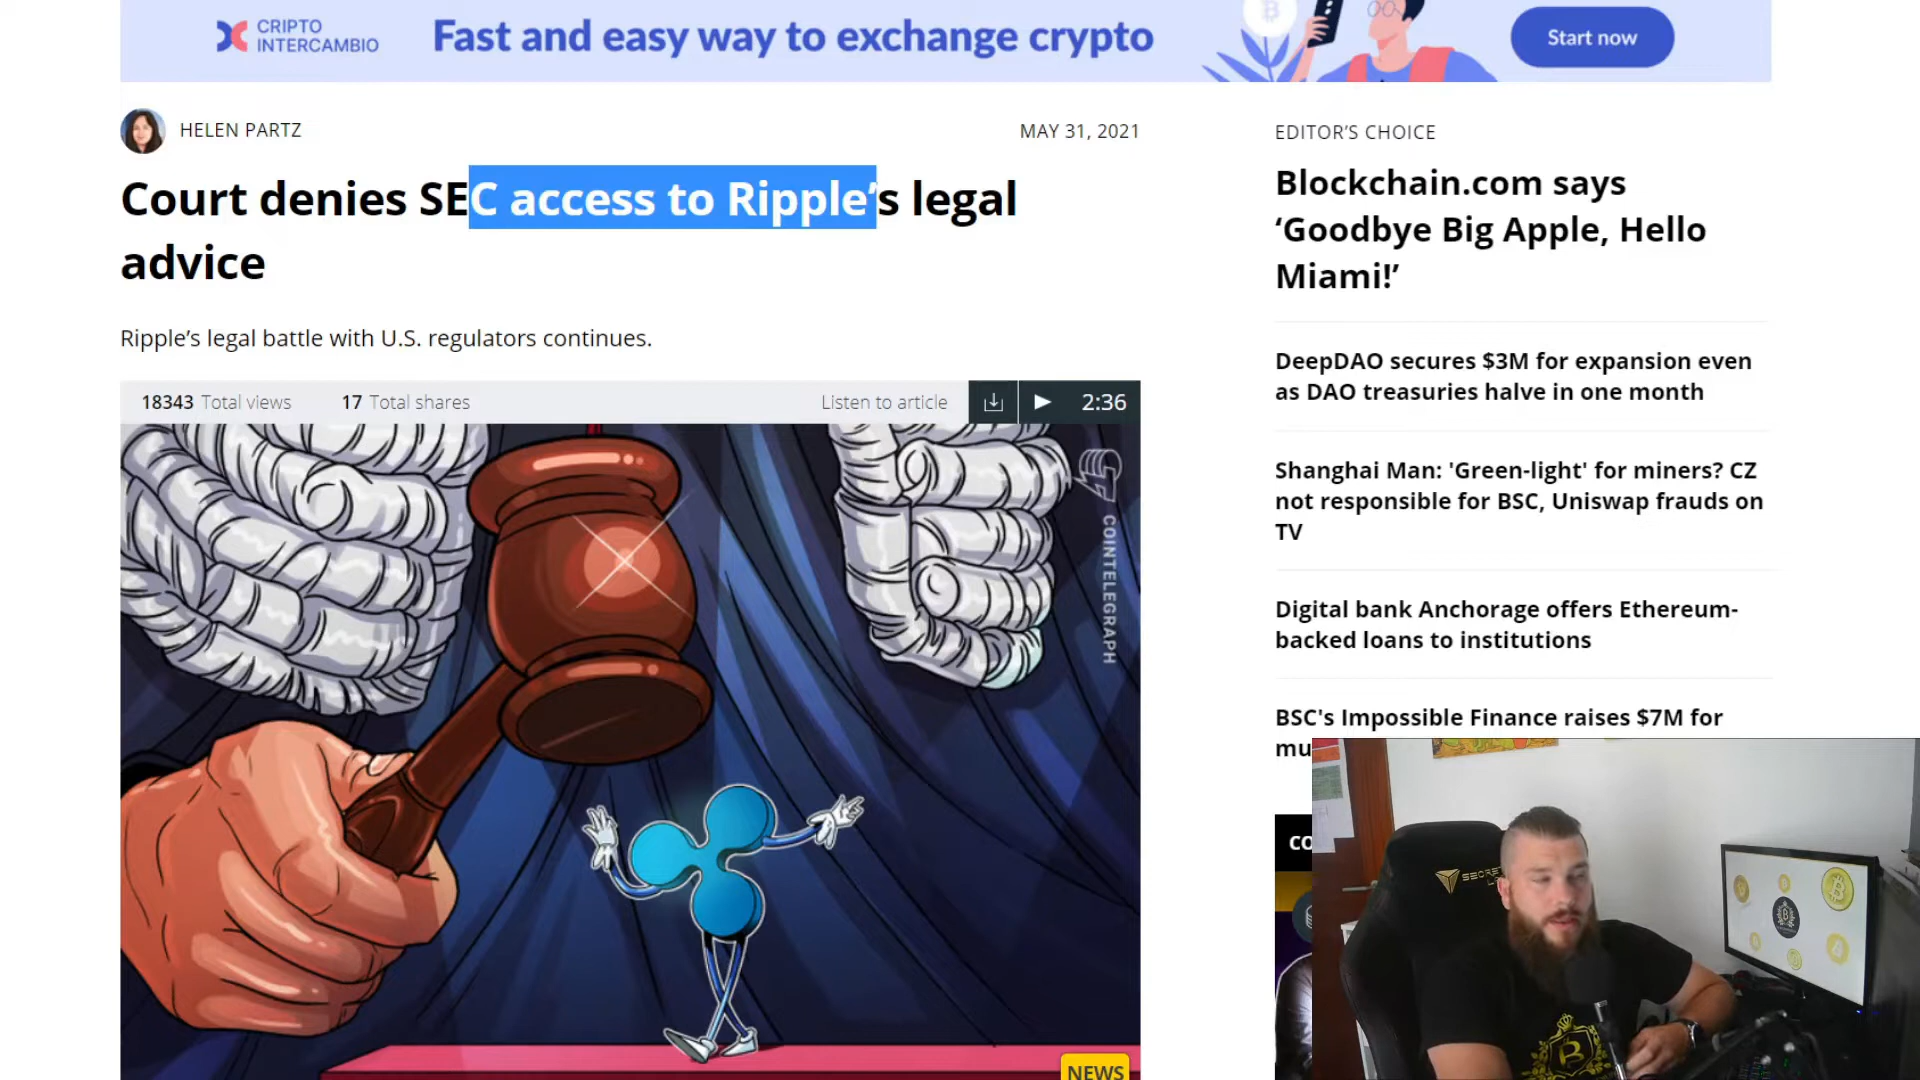 CRIPTO
INTERCAMBIO
Fast and easy way to exchange crypto
Start now
HELEN PARTZ
MAY 31, 2021
Court denies SEC access to Ripple’s legal
advice
Ripple’s legal battle with U.S. regulators continues.
18343 Total views
17 Total shares
Listen to article
2:36
COINTELEGRAPH
NEWS
EDITOR’S CHOICE
Blockchain.com says
‘Goodbye Big Apple, Hello
Miami!’
DeepDAO secures $3M for expansion even
as DAO treasuries halve in one month
Shanghai Man: 'Green-light' for miners? CZ
not responsible for BSC, Uniswap frauds on
TV
Digital bank Anchorage offers Ethereum-
backed loans to institutions
BSC's Impossible Finance raises $7M for